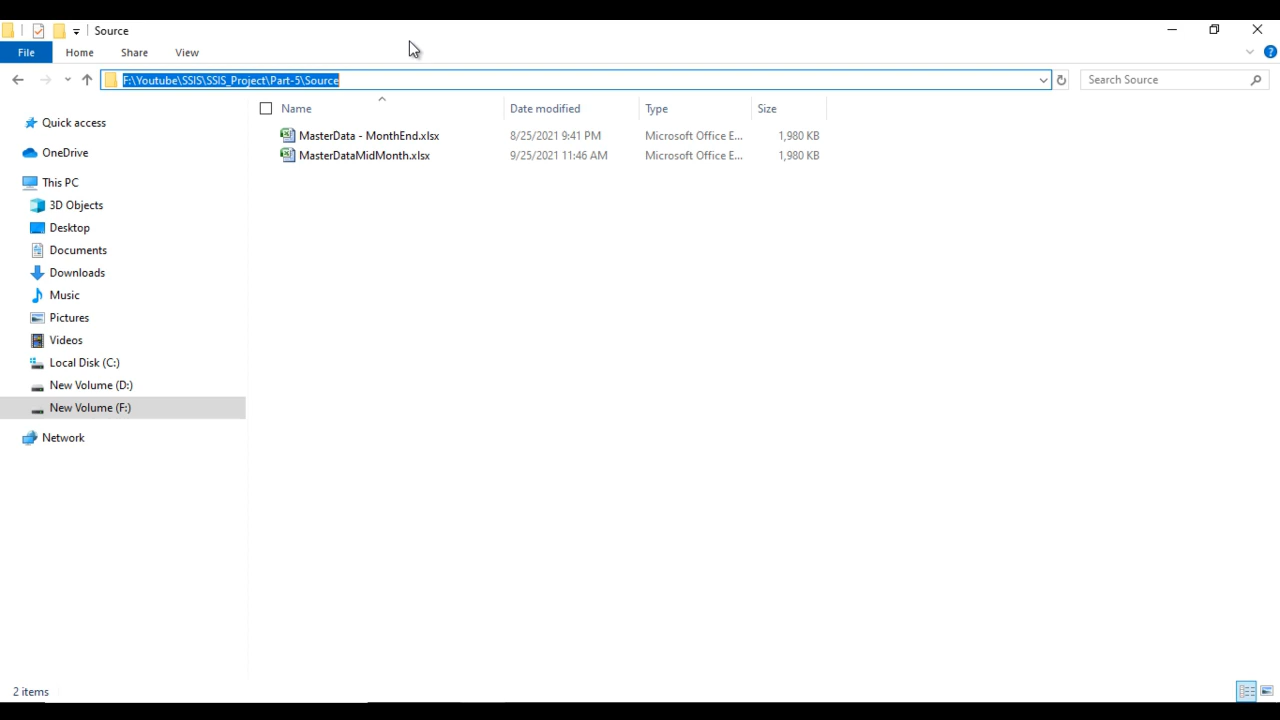 Source
File Home Share View
F:\Youtube\SSIS\SSIS_Project\Part-5\Source
Search Source
Name Date modified Type Size
MasterData - MonthEnd.xlsx 8/25/2021 9:41 PM Microsoft Office E... 1,980 KB
MasterDataMidMonth.xlsx 9/25/2021 11:46 AM Microsoft Office E... 1,980 KB
Quick access
OneDrive
This PC
3D Objects
Desktop
Documents
Downloads
Music
Pictures
Videos
Local Disk (C:)
New Volume (D:)
New Volume (F:)
Network
2 items